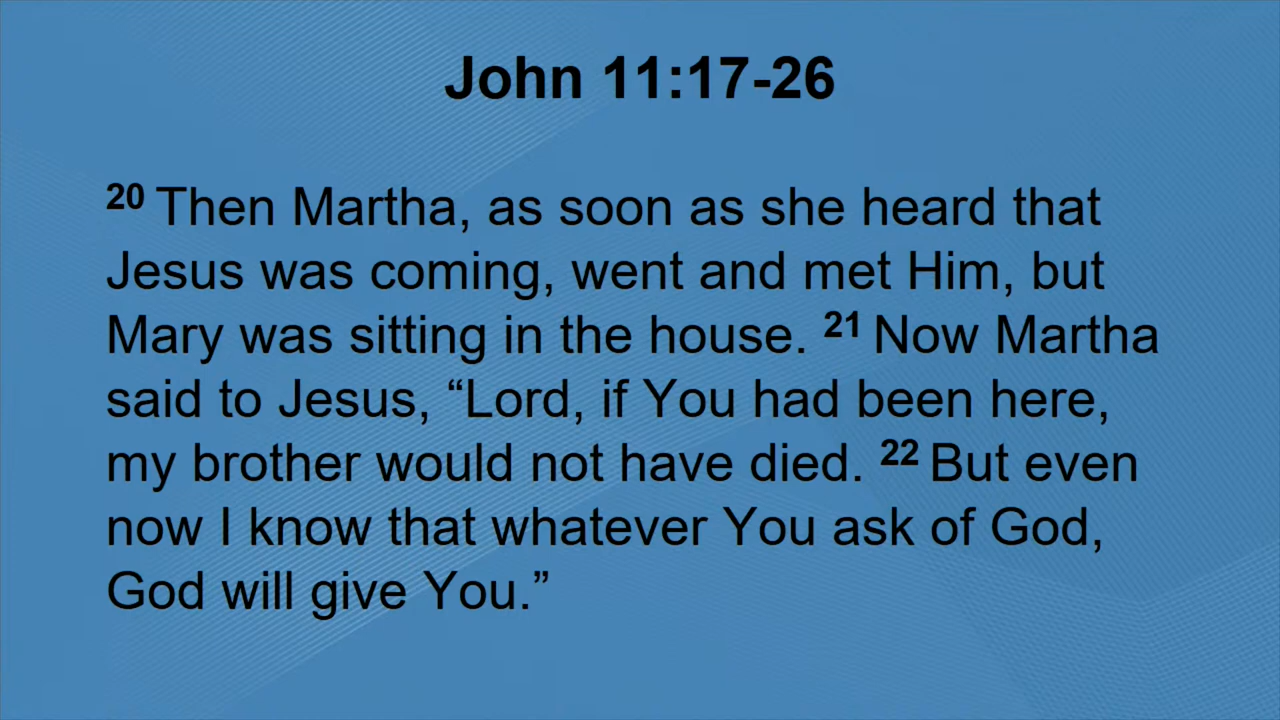 John 11:17-26
20 Then Martha, as soon as she heard that
Jesus was coming, went and met Him, but
Mary was sitting in the house. 21 Now Martha
said to Jesus, “Lord, if You had been here,
my brother would not have died. 22 But even
now I know that whatever You ask of God,
God will give You.”